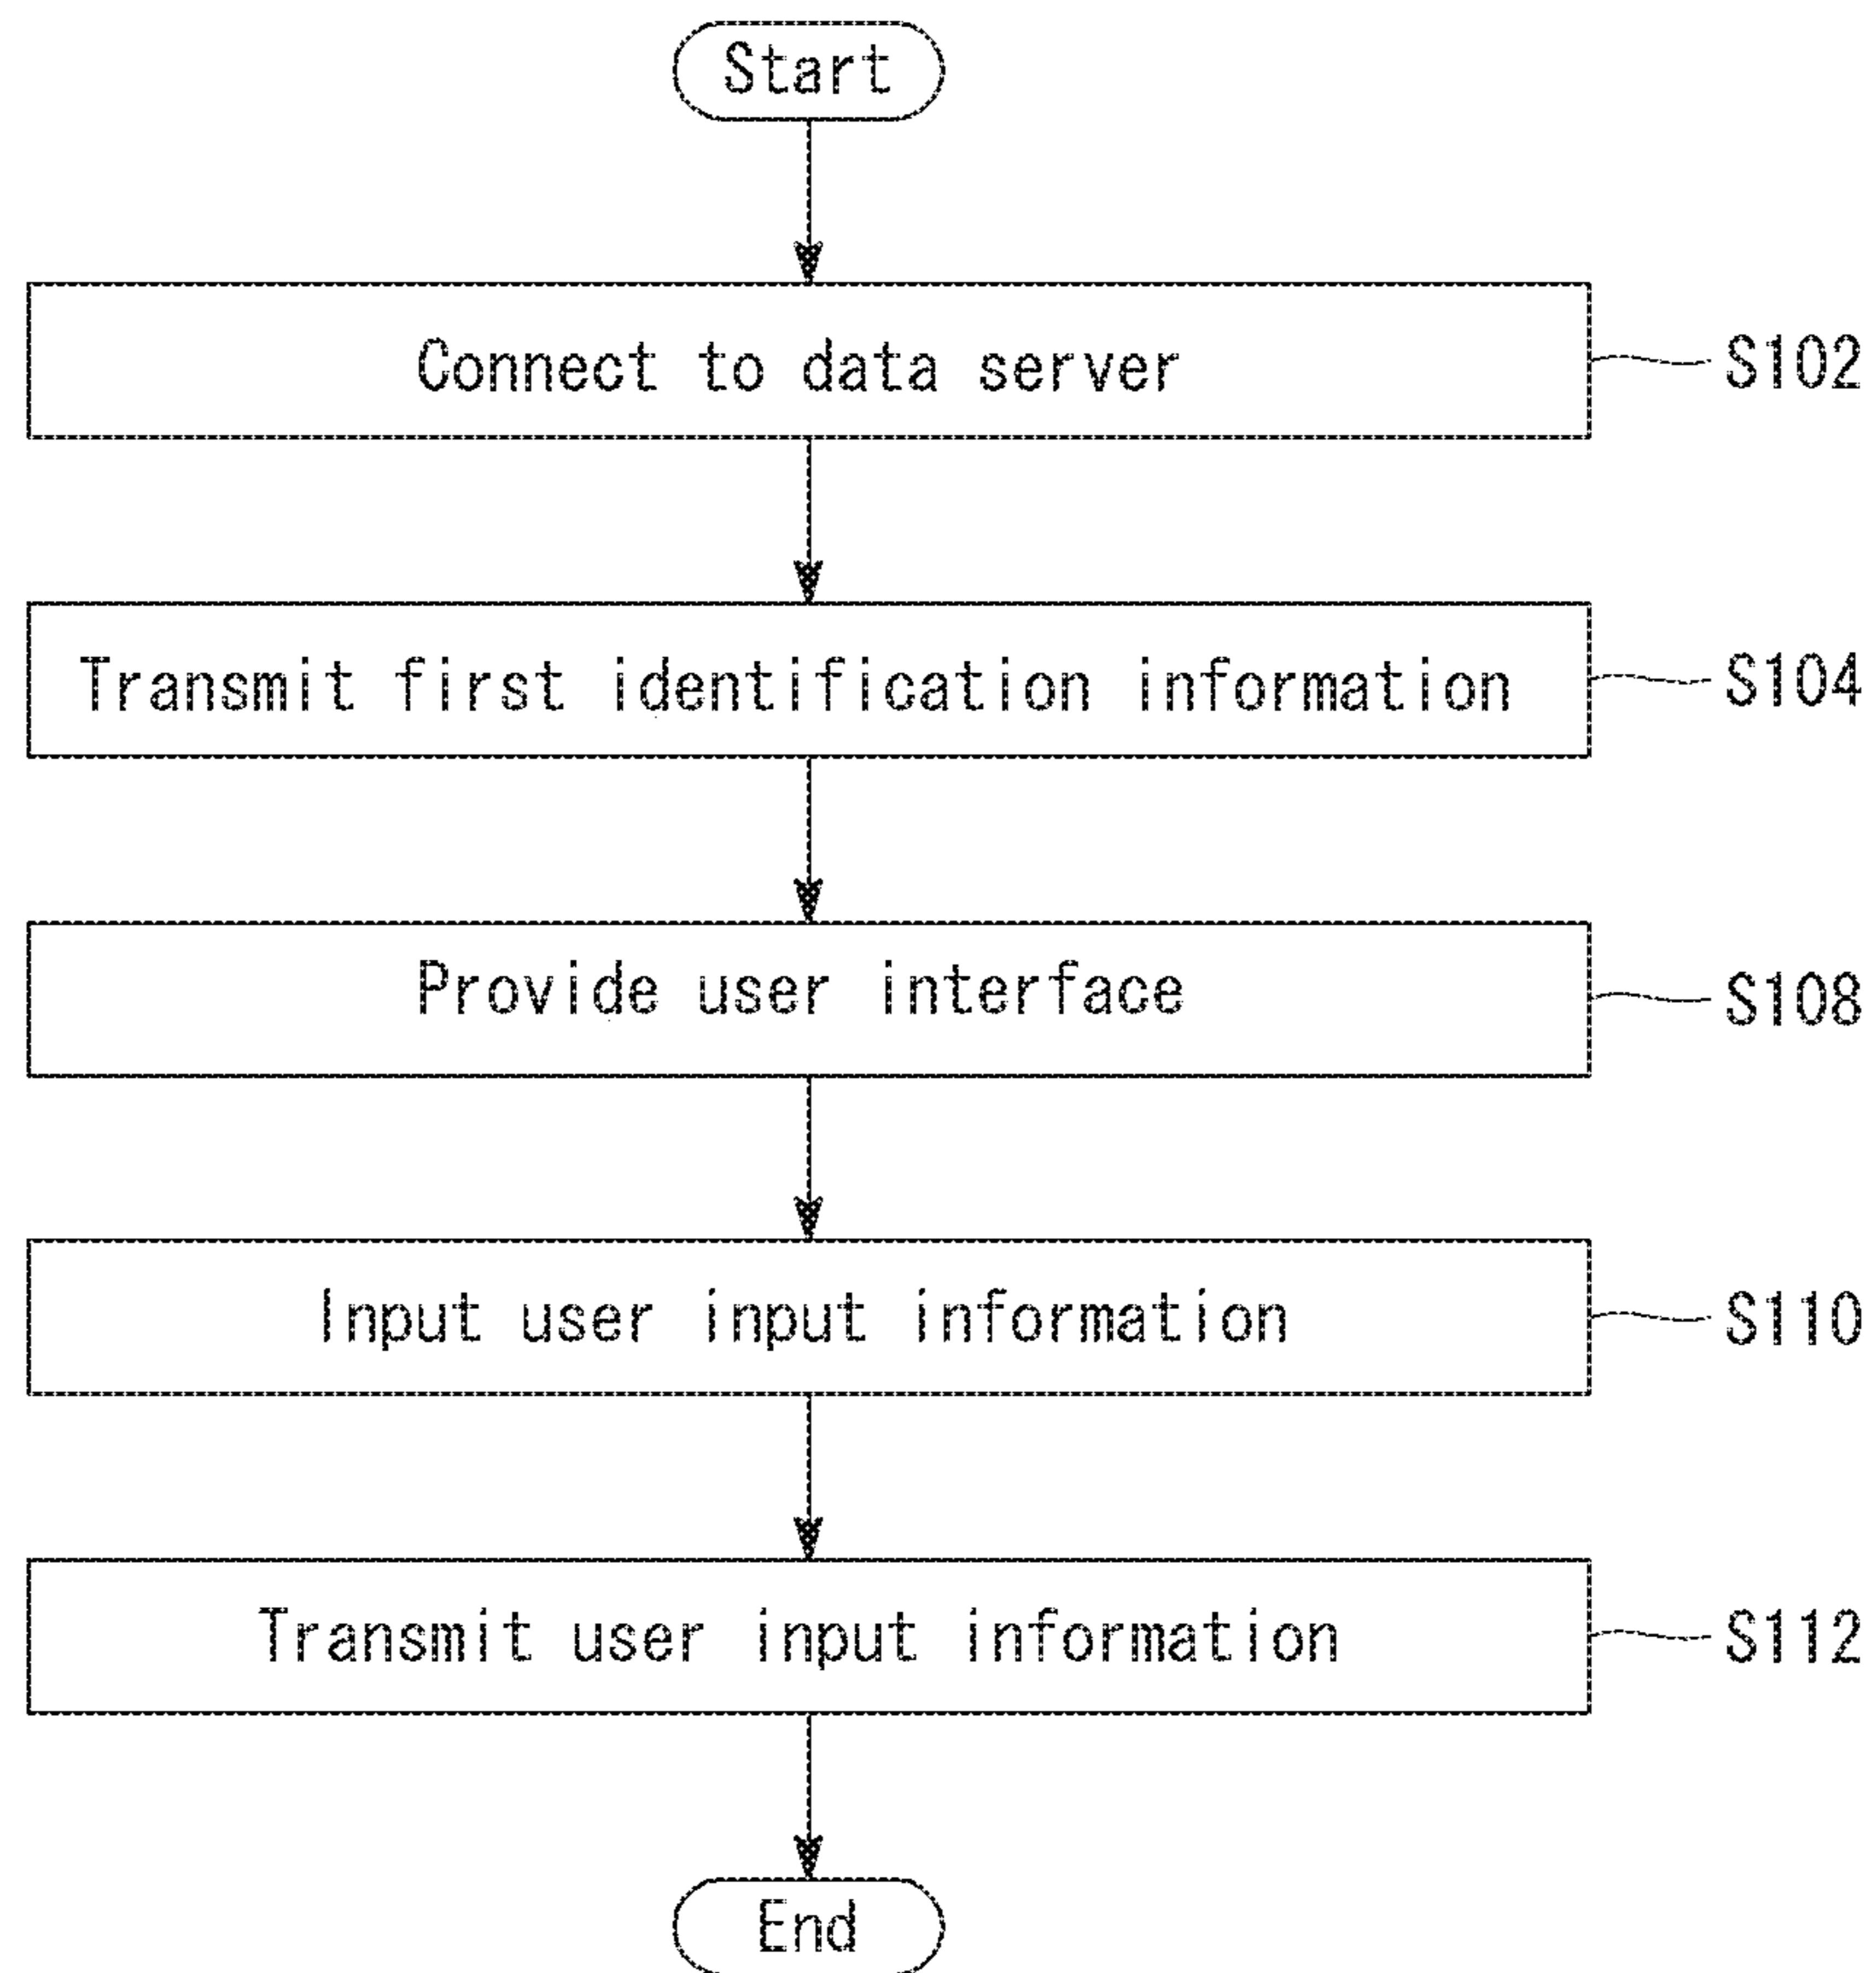 Start
Connect to data server
S102
Transmit first identification information
S104
Provide user interface
S108
Input user input information
S110
Transmit user input information
S112
End